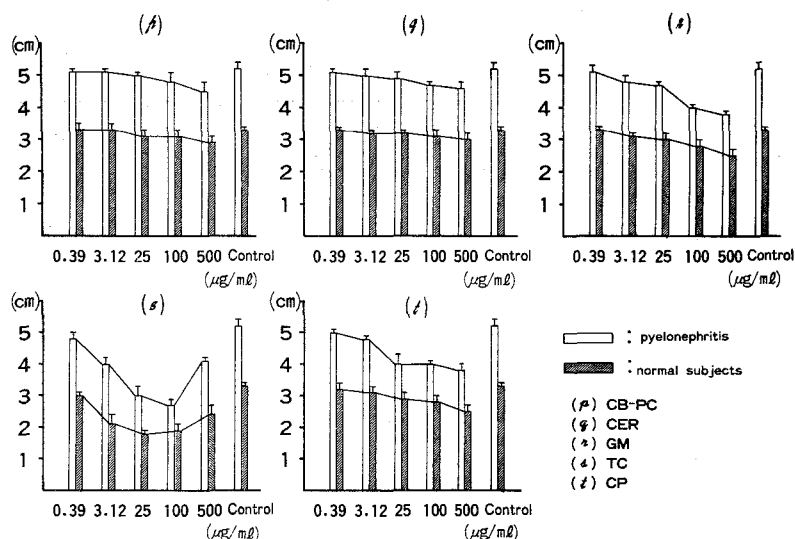 (p)
(cm)
5
4
3
2
1
0.39 3.12 25 100 500 Control
(μg/mℓ)
(q)
(cm)
5
4
3
2
1
0.39 3.12 25 100 500 Control
(μg/mℓ)
(r)
(cm)
5
4
3
2
1
0.39 3.12 25 100 500 Control
(μg/mℓ)
(s)
(cm)
5
4
3
2
1
0.39 3.12 25 100 500 Control
(μg/mℓ)
(t)
(cm)
5
4
3
2
1
0.39 3.12 25 100 500 Control
(μg/mℓ)
: pyelonephritis
: normal subjects
(p) CB-PC
(q) CER
(r) GM
(s) TC
(t) CP